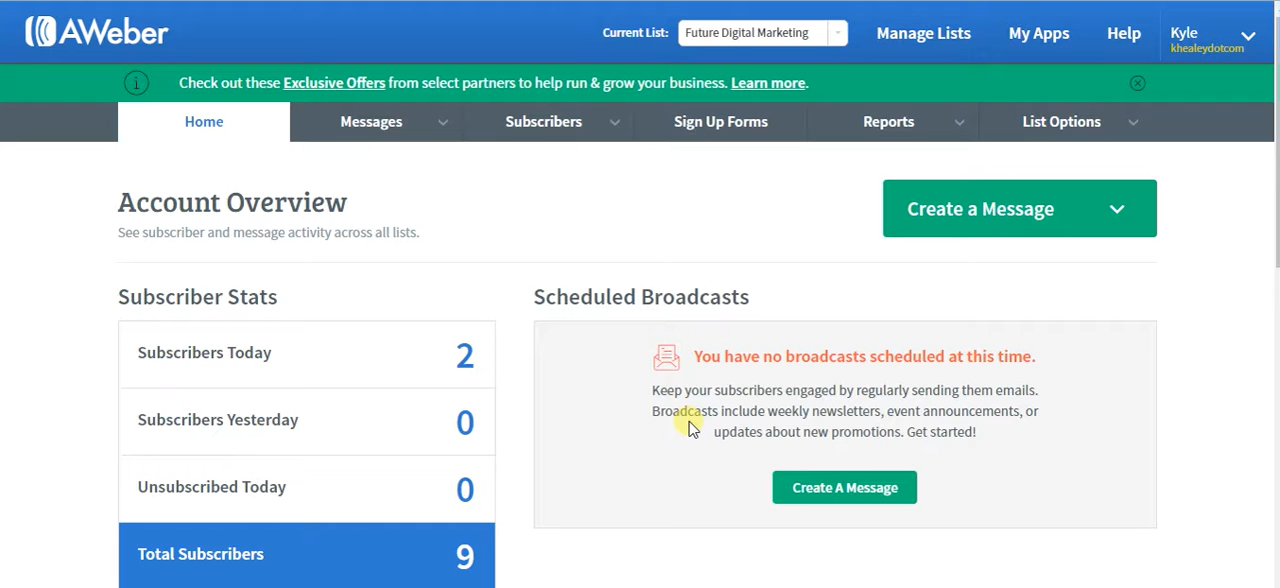 AWeber
Current List:
Future Digital Marketing
Manage Lists
My Apps
Help
Kyle
khealeydotcom
Check out these Exclusive Offers from select partners to help run & grow your business. Learn more.
Home
Messages
Subscribers
Sign Up Forms
Reports
List Options
Account Overview
See subscriber and message activity across all lists.
Create a Message
Subscriber Stats
Subscribers Today 2
Subscribers Yesterday 0
Unsubscribed Today 0
Total Subscribers 9
Scheduled Broadcasts
You have no broadcasts scheduled at this time.
Keep your subscribers engaged by regularly sending them emails.
Broadcasts include weekly newsletters, event announcements, or
updates about new promotions. Get started!
Create A Message